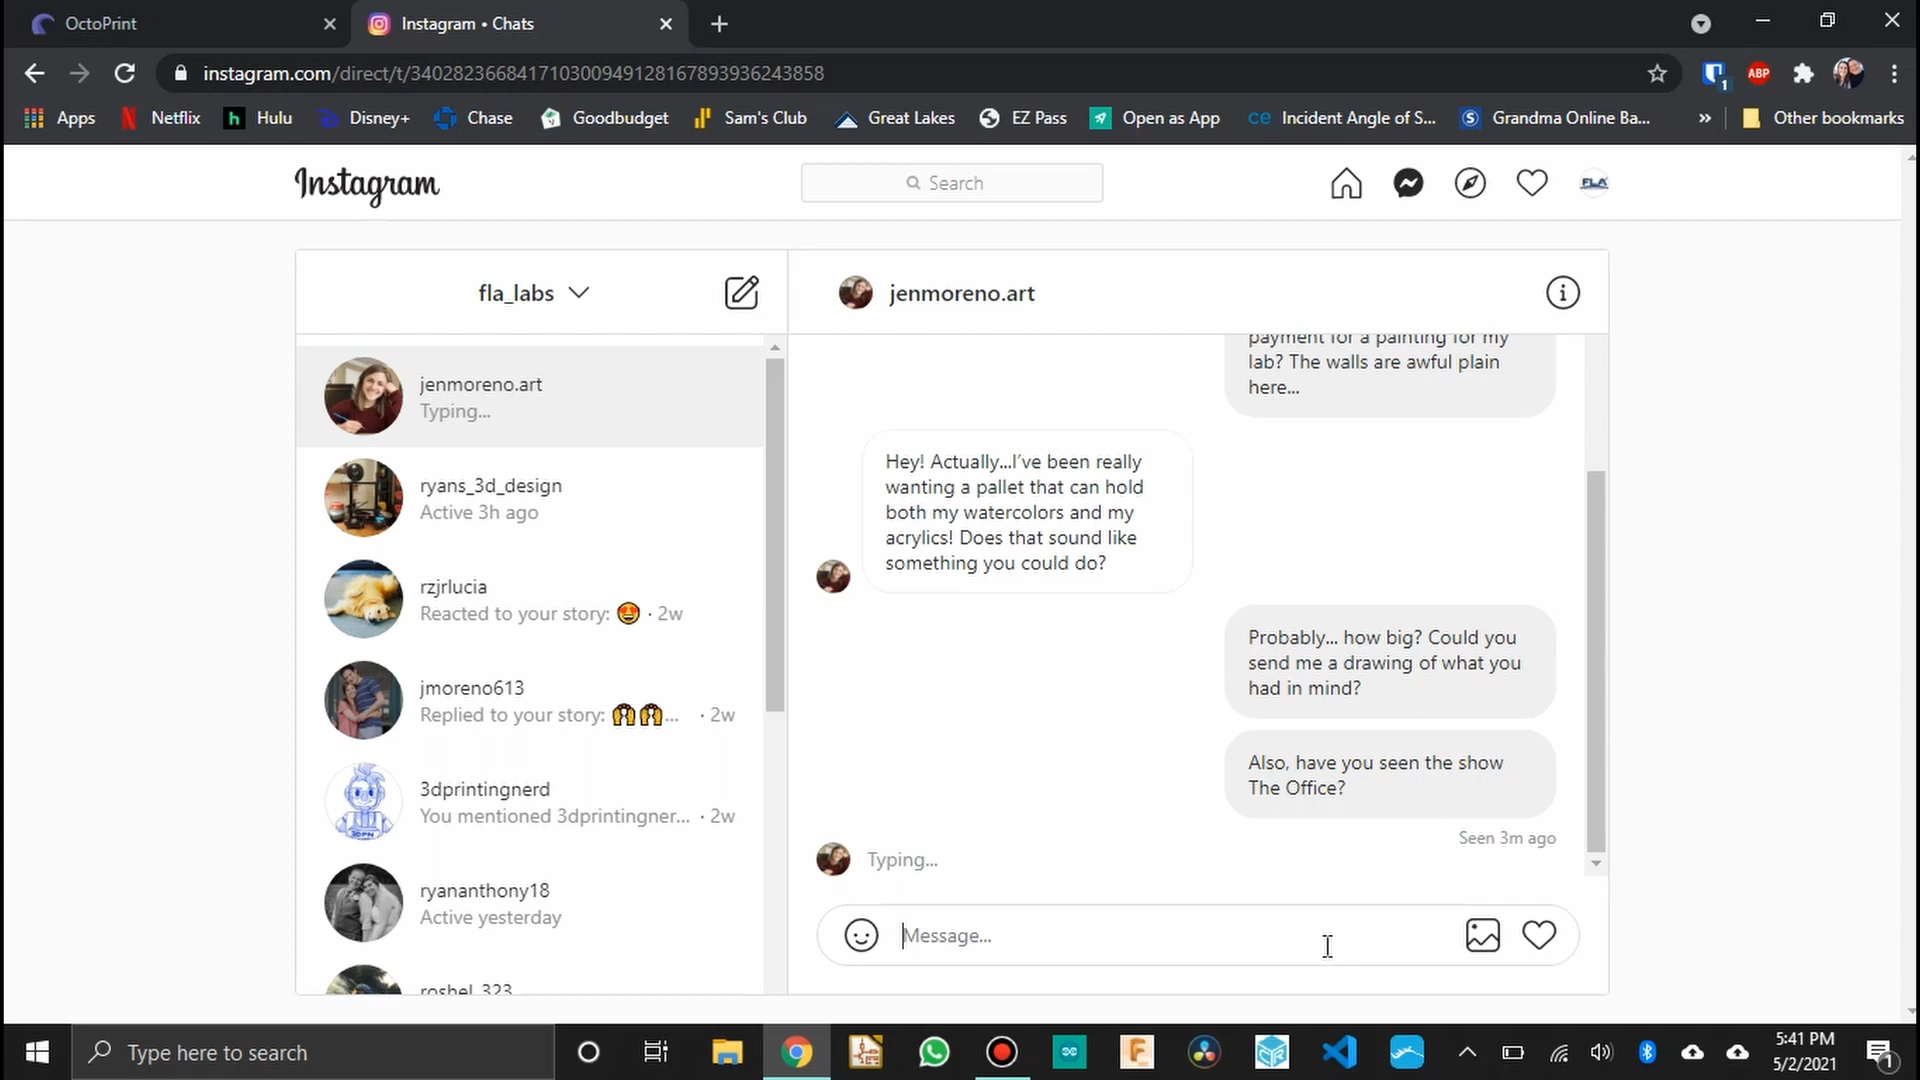 OctoPrint
Instagram • Chats
instagram.com/direct/t/340282366841710300949128167893936243858
1
ABP
Apps
Netflix
Hulu
Disney+
Chase
Goodbudget
Sam's Club
Great Lakes
EZ Pass
Open as App
Incident Angle of S...
Grandma Online Ba...
»
Other bookmarks
Instagram
Search
FLA
fla_labs
jenmoreno.art
Typing...
ryans_3d_design
Active 3h ago
rzjrlucia
Reacted to your story: 😍 · 2w
jmoreno613
Replied to your story: 🙌🙌... · 2w
3dprintingnerd
You mentioned 3dprintingner... · 2w
ryananthony18
Active yesterday
roshel_323
jenmoreno.art
payment for a painting for my
lab? The walls are awful plain
here...
Hey! Actually...I've been really
wanting a pallet that can hold
both my watercolors and my
acrylics! Does that sound like
something you could do?
Probably... how big? Could you
send me a drawing of what you
had in mind?
Also, have you seen the show
The Office?
Seen 3m ago
Typing...
Message...
Type here to search
5:41 PM
5/2/2021
1